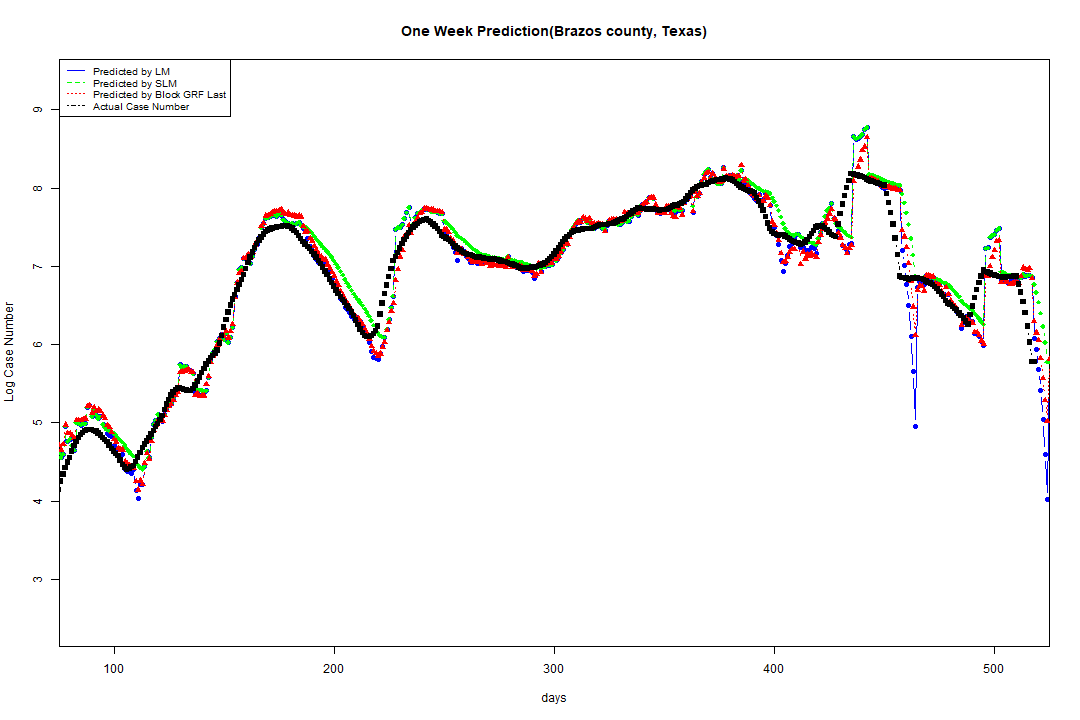 One Week Prediction(Brazos county, Texas)
Predicted by LM
Predicted by SLM
Predicted by Block GRF Last
Actual Case Number
9
8
7
6
5
4
3
Log Case Number
100 200 300 400 500
days